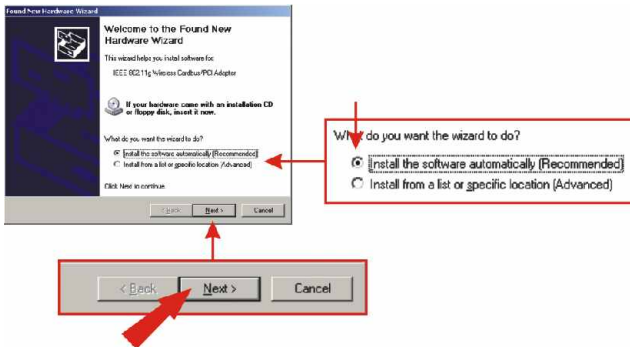 Found New Hardware Wizard
Welcome to the Found New
Hardware Wizard
This wizard helps you install software for:
IEEE 802.11g Wireless Cardbus/PCI Adapter
If your hardware came with an installation CD
or floppy disk, insert it now.
What do you want the wizard to do?
Install the software automatically (Recommended)
Install from a list or specific location (Advanced)
Click Next to continue.
< Back
Next >
Cancel
What do you want the wizard to do?
Install the software automatically (Recommended)
Install from a list or specific location (Advanced)
< Back
Next >
Cancel